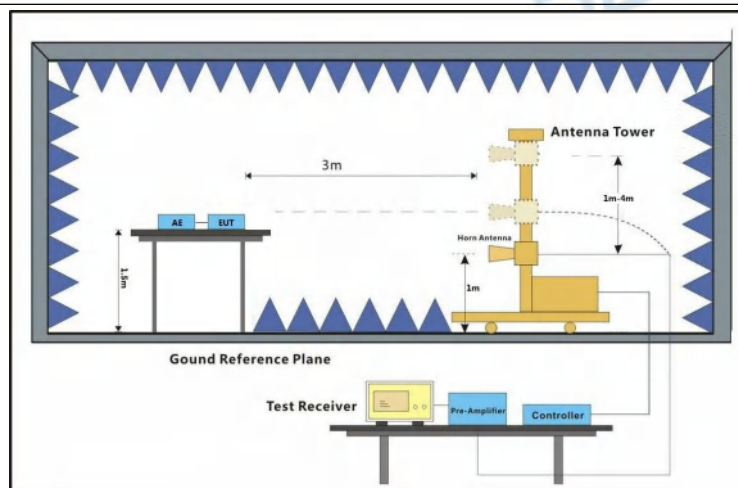 Antenna Tower
3m
1m-4m
AE
EUT
Horn Antenna
1.5m
1m
Gound Reference Plane
Test Receiver
Pre-Amplifier
Controller